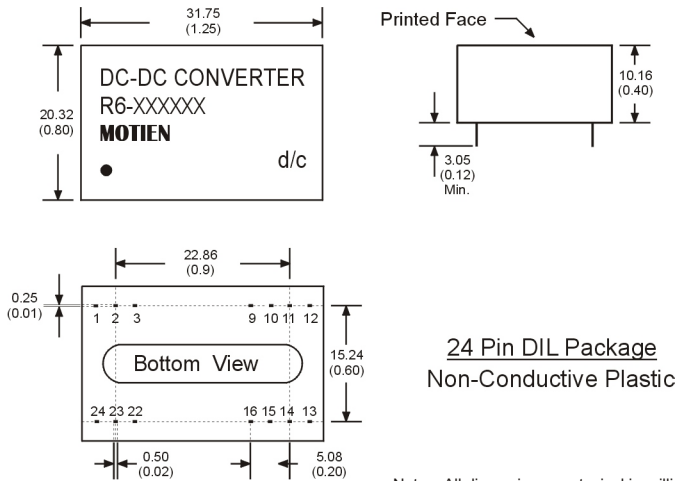 31.75
(1.25)
Printed Face
DC-DC CONVERTER
R6-XXXXXX
MOTIEN
d/c
20.32
(0.80)
10.16
(0.40)
3.05
(0.12)
Min.
22.86
(0.9)
0.25
(0.01)
1 2 3 9 10 11 12
Bottom View
15.24
(0.60)
24 23 22 16 15 14 13
0.50
(0.02)
5.08
(0.20)
24 Pin DIL Package
Non-Conductive Plastic